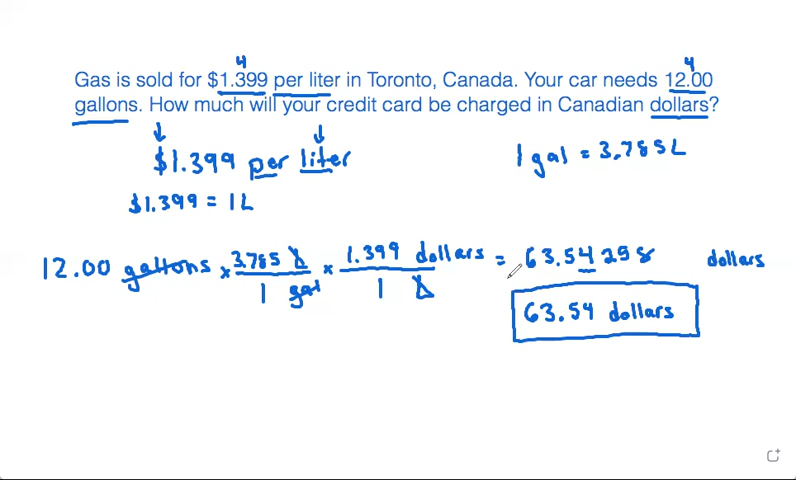 4 4
Gas is sold for $1.399 per liter in Toronto, Canada. Your car needs 12.00
gallons. How much will your credit card be charged in Canadian dollars?
$1.399 per liter
1 gal = 3.785L
$1.399 = 1L
12.00 gallons × 3.785 L / 1 gal × 1.399 dollars / 1 L = 63.54258 dollars
63.54 dollars